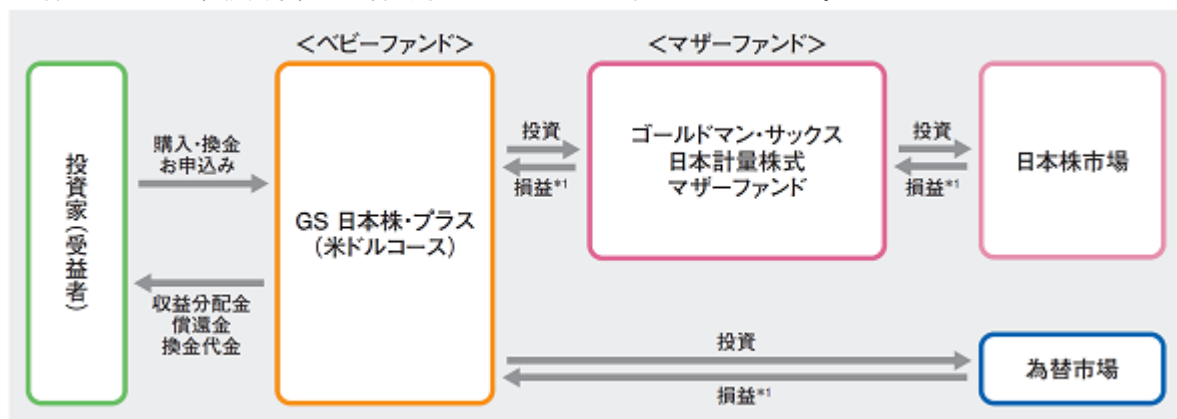 <ベビーファンド>
<マザーファンド>
投資家(受益者)
購入・換金
お申込み
収益分配金
償還金
換金代金
GS 日本株・プラス
(米ドルコース)
投資
損益*1
ゴールドマン・サックス
日本計量株式
マザーファンド
投資
損益*1
日本株市場
投資
損益*1
為替市場